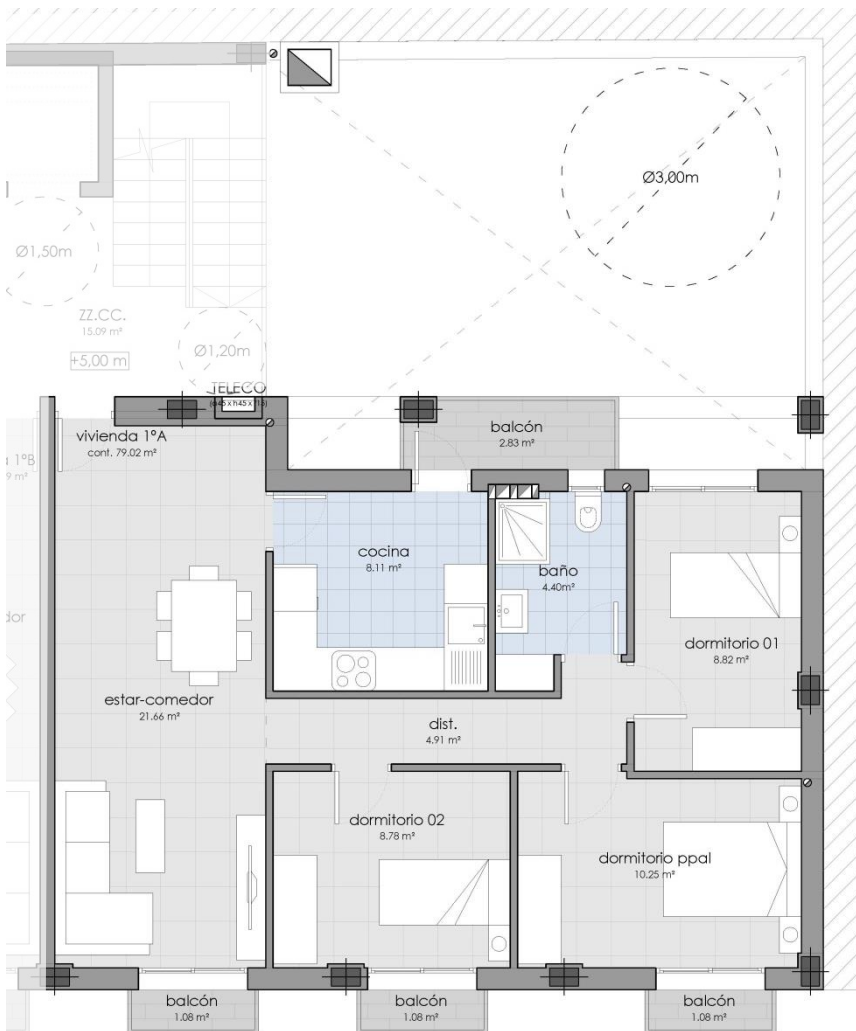 Ø3,00m
Ø1,50m
ZZ.CC.
15.09 m²
+5,00 m
Ø1,20m
TELECO
vivienda 1ºA
cont. 79.02 m²
1ºB
9 m²
balcón
2.83 m²
cocina
8.11 m²
baño
4.40m²
dormitorio 01
8.82 m²
estar-comedor
21.66 m²
dist.
4.91 m²
dormitorio 02
8.78 m²
dormitorio ppal
10.25 m²
balcón
1.08 m²
balcón
1.08 m²
balcón
1.08 m²